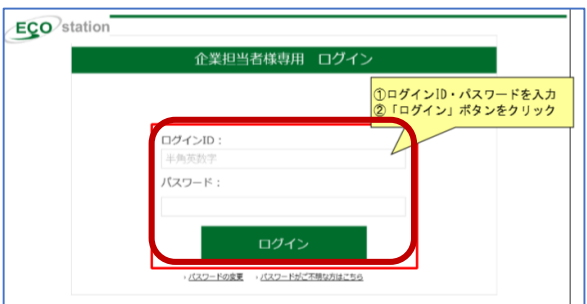 ECO station
企業担当者様専用 ログイン
①ログインID・パスワードを入力
②「ログイン」ボタンをクリック
ログインID：
半角英数字
パスワード：
ログイン
› パスワードの変更 › パスワードがご不明な方はこちら